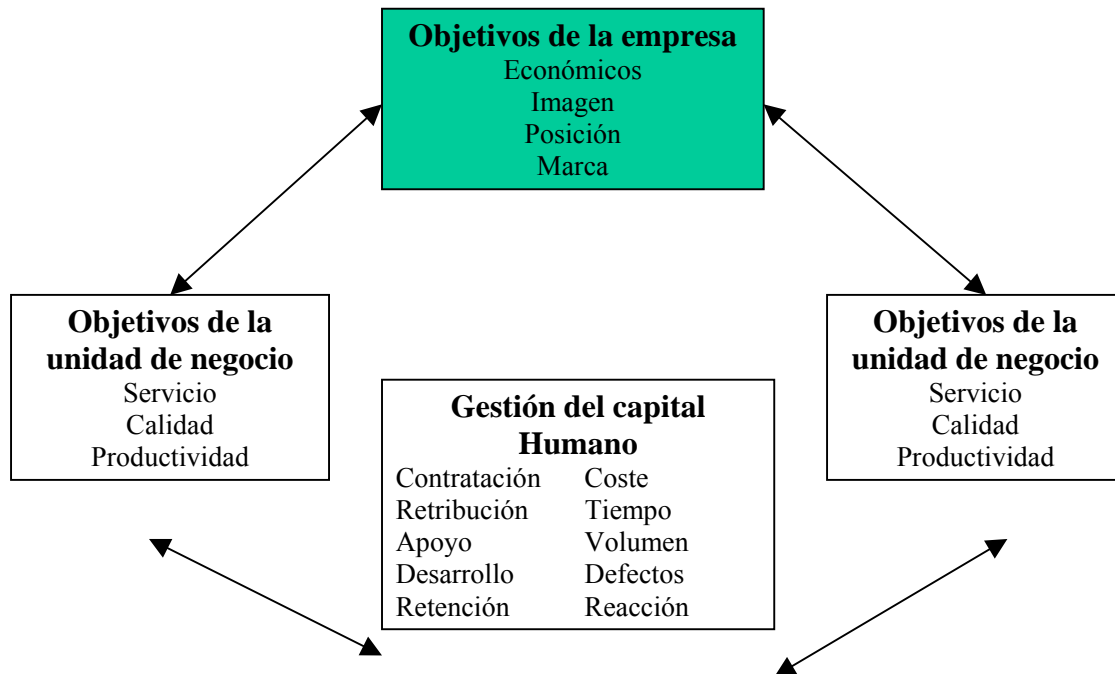 Objetivos de la empresa
Económicos
Imagen
Posición
Marca
Objetivos de la
unidad de negocio
Servicio
Calidad
Productividad
Gestión del capital
Humano
Contratación Coste
Retribución Tiempo
Apoyo Volumen
Desarrollo Defectos
Retención Reacción
Objetivos de la
unidad de negocio
Servicio
Calidad
Productividad